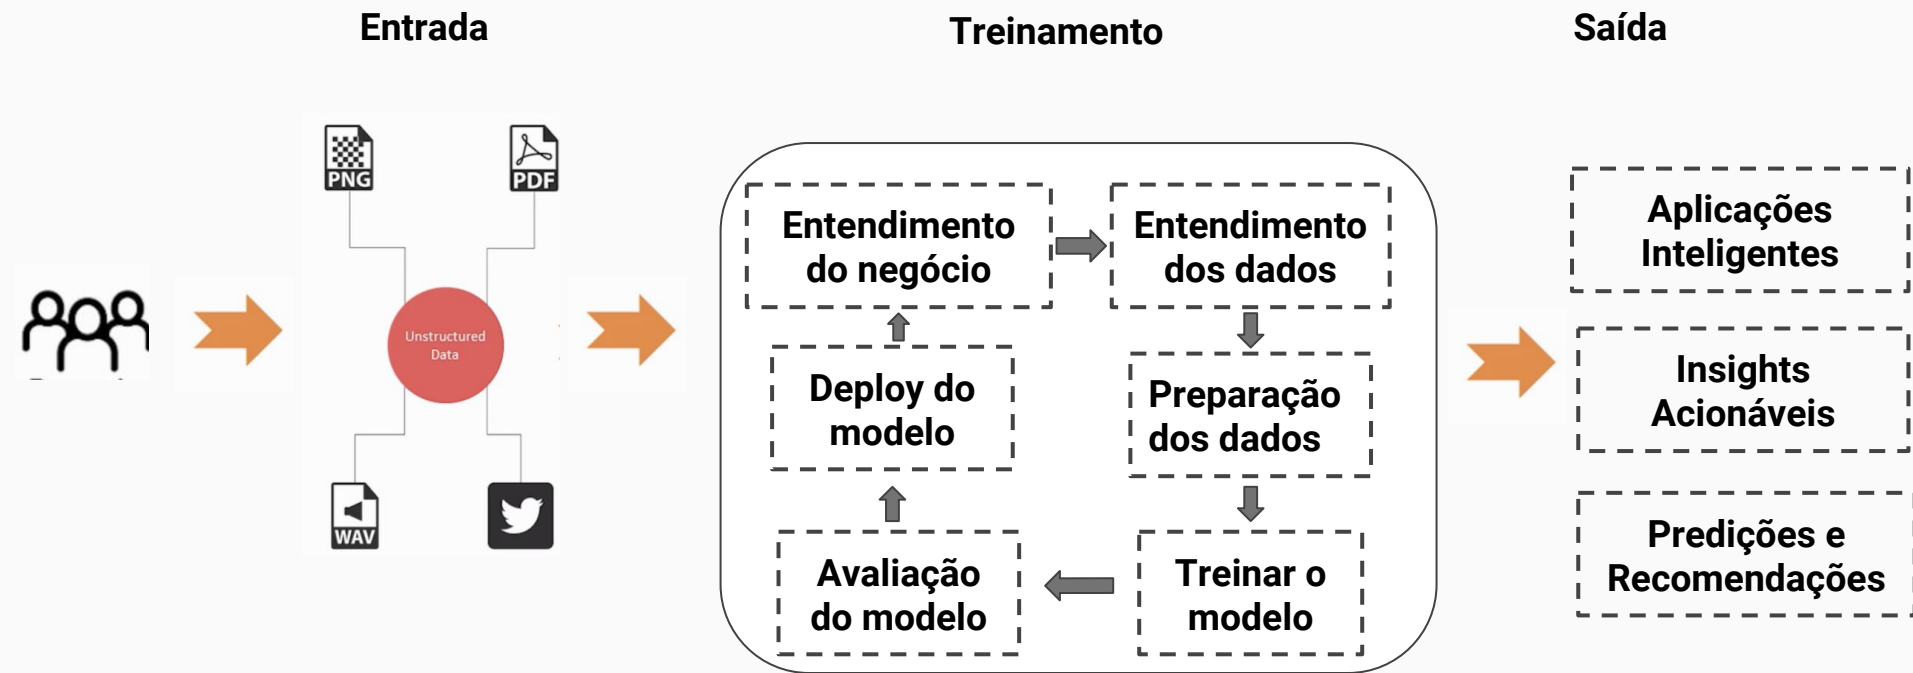 Entrada
Treinamento
Saída
PNG
PDF
Unstructured
Data
WAV
Entendimento
do negócio
Entendimento
dos dados
Deploy do
modelo
Preparação
dos dados
Avaliação
do modelo
Treinar o
modelo
Aplicações
Inteligentes
Insights
Acionáveis
Predições e
Recomendações